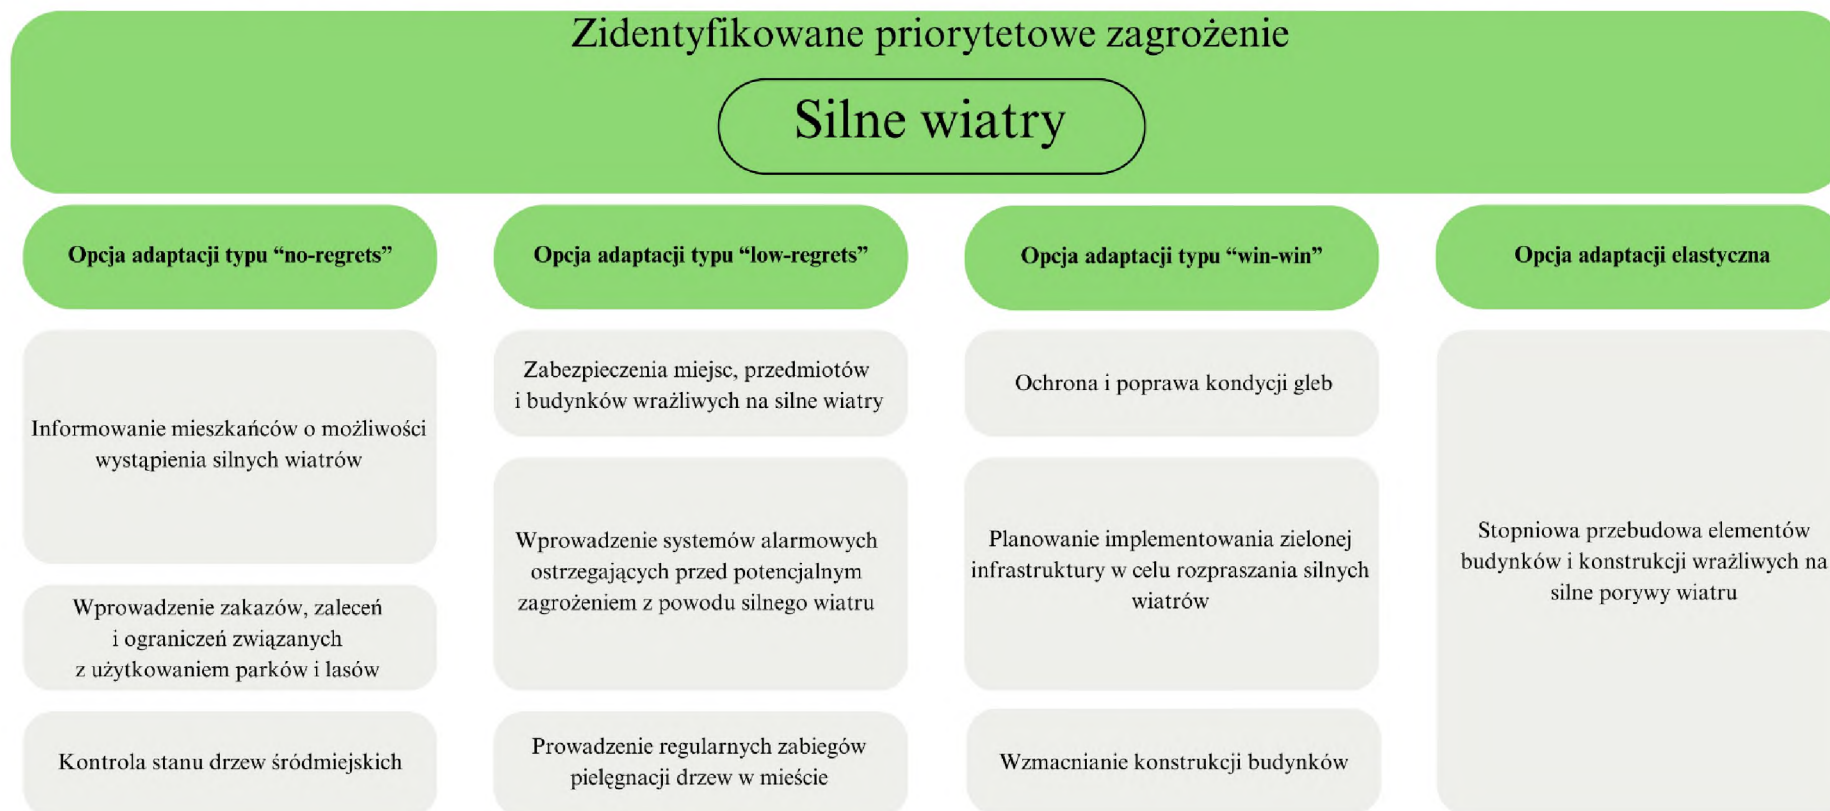 Zidentyfikowane priorytetowe zagrożenie
Silne wiatry
Opcja adaptacji typu “no-regrets”
Informowanie mieszkańców o możliwości
wystąpienia silnych wiatrów
Wprowadzenie zakazów, zaleceń
i ograniczeń związanych
z użytkowaniem parków i lasów
Kontrola stanu drzew śródmiejskich
Opcja adaptacji typu “low-regrets”
Zabezpieczenia miejsc, przedmiotów
i budynków wrażliwych na silne wiatry
Wprowadzenie systemów alarmowych
ostrzegających przed potencjalnym
zagrożeniem z powodu silnego wiatru
Prowadzenie regularnych zabiegów
pielęgnacji drzew w mieście
Opcja adaptacji typu “win-win”
Ochrona i poprawa kondycji gleb
Planowanie implementowania zielonej
infrastruktury w celu rozpraszania silnych
wiatrów
Wzmacnianie konstrukcji budynków
Opcja adaptacji elastyczna
Stopniowa przebudowa elementów
budynków i konstrukcji wrażliwych na
silne porywy wiatru